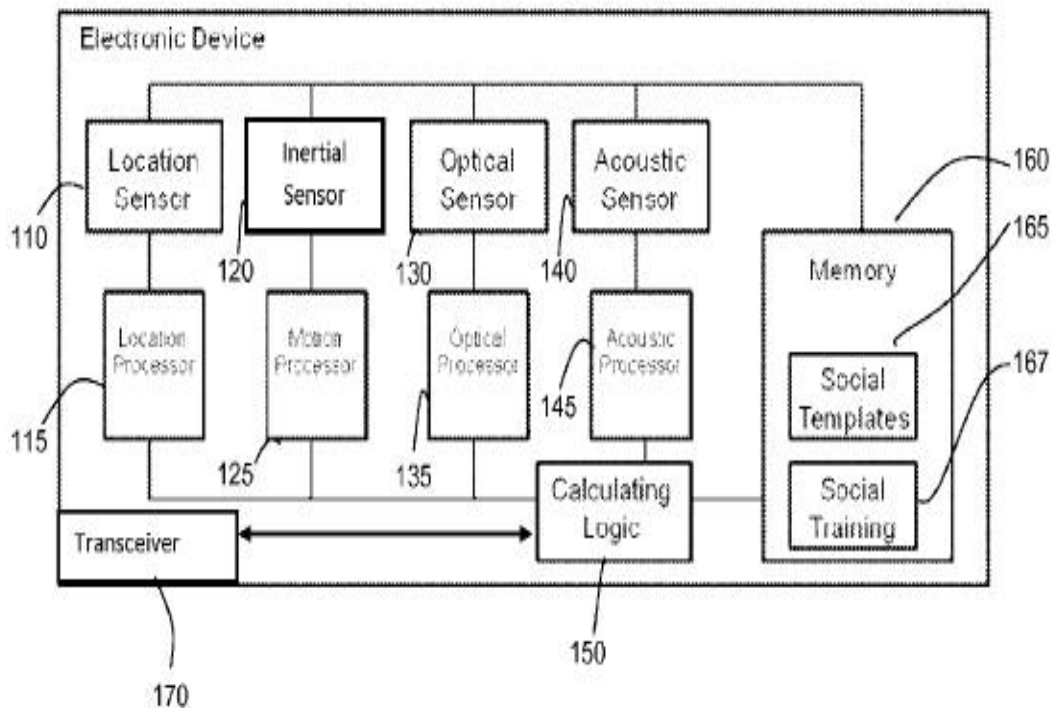 Electronic Device
Location
Sensor
Inertial
Sensor
Optical
Sensor
Acoustic
Sensor
160
165
110
120
130
140
Memory
Location
Processor
Motion
Processor
Optical
Processor
Acoustic
Processor
167
Social
Templates
115
125
135
145
Calculating
Logic
Social
Training
Transceiver
150
170